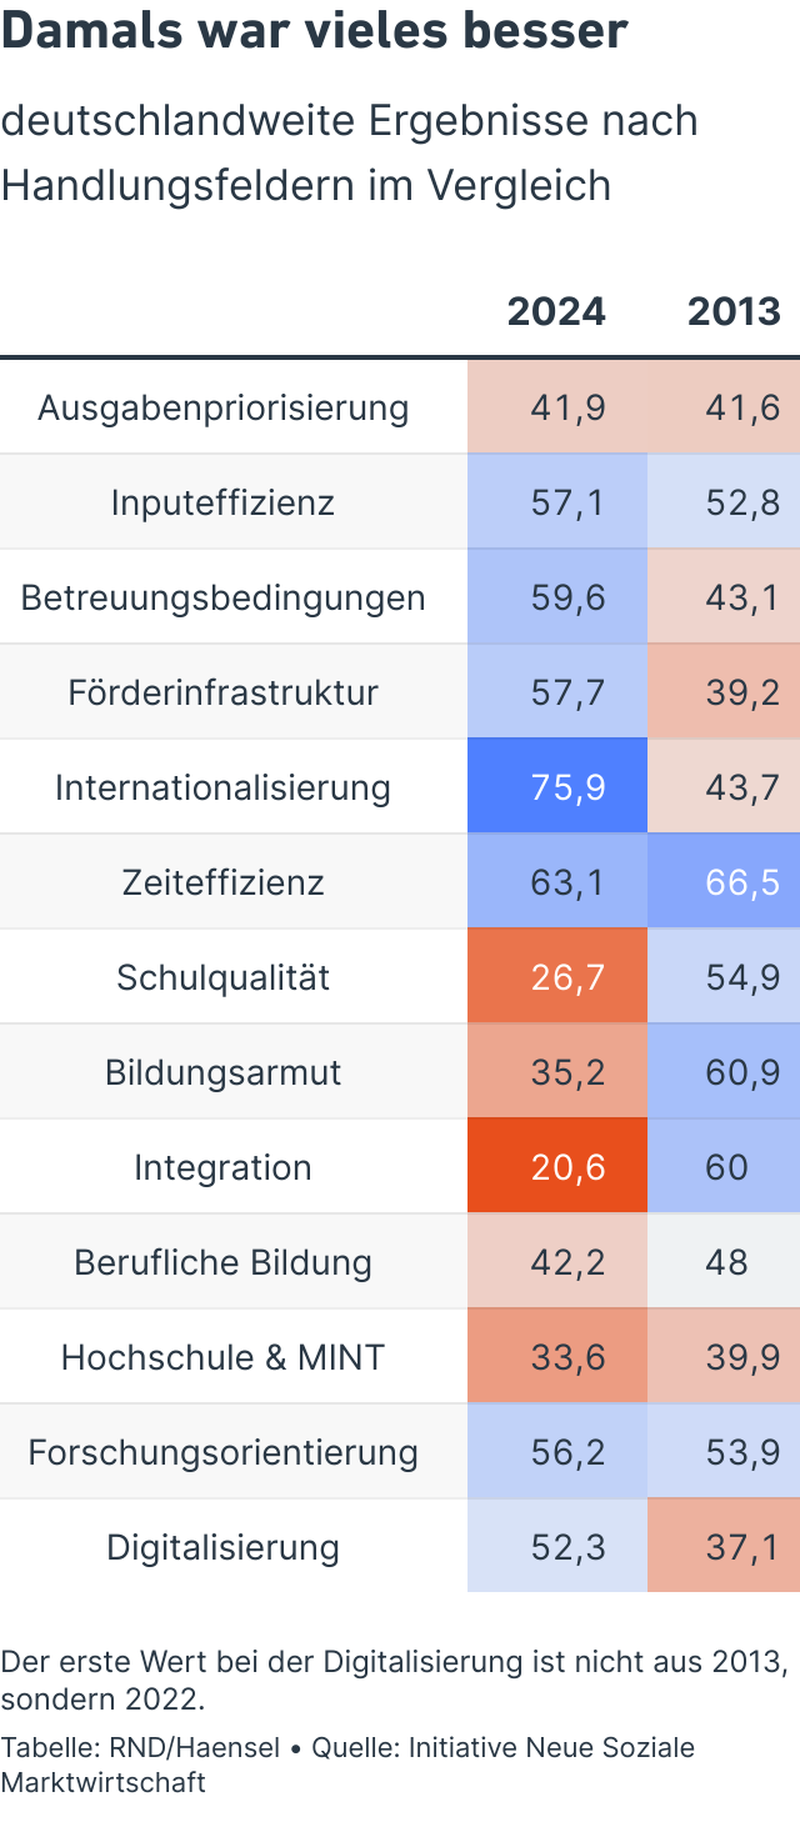 Damals war vieles besser
deutschlandweite Ergebnisse nach
Handlungsfeldern im Vergleich
2024 2013
Ausgabenpriorisierung 41,9 41,6
Inputeffizienz 57,1 52,8
Betreuungsbedingungen 59,6 43,1
Förderinfrastruktur 57,7 39,2
Internationalisierung 75,9 43,7
Zeiteffizienz 63,1 66,5
Schulqualität 26,7 54,9
Bildungsarmut 35,2 60,9
Integration 20,6 60
Berufliche Bildung 42,2 48
Hochschule & MINT 33,6 39,9
Forschungsorientierung 56,2 53,9
Digitalisierung 52,3 37,1
Der erste Wert bei der Digitalisierung ist nicht aus 2013,
sondern 2022.
Tabelle: RND/Haensel • Quelle: Initiative Neue Soziale
Marktwirtschaft